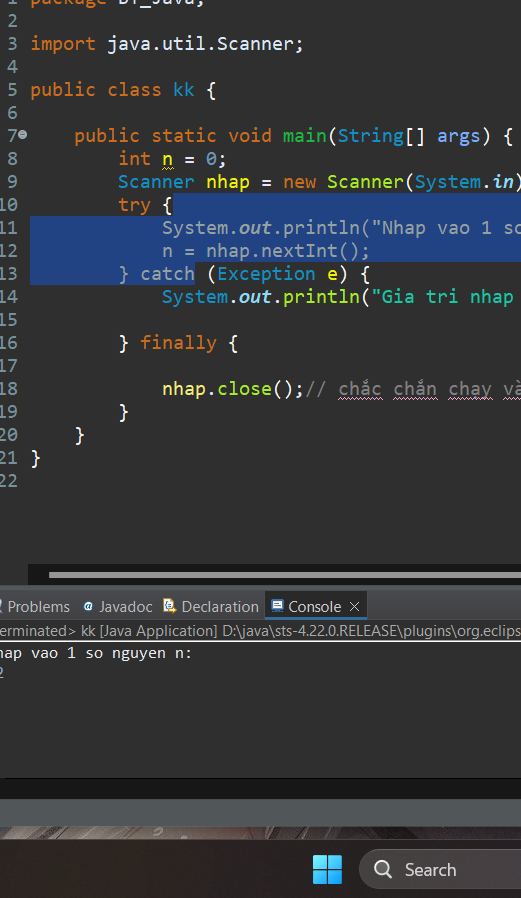 1 package BT_Java;
2
3 import java.util.Scanner;
4
5 public class kk {
6
7 public static void main(String[] args) {
8 int n = 0;
9 Scanner nhap = new Scanner(System.in)
10 try {
11 System.out.println("Nhap vao 1 so
12 n = nhap.nextInt();
13 } catch (Exception e) {
14 System.out.println("Gia tri nhap
15
16 } finally {
17
18 nhap.close();// chắc chắn chay và
19 }
20 }
21 }
22
Problems @ Javadoc Declaration Console
erminated> kk [Java Application] D:\java\sts-4.22.0.RELEASE\plugins\org.eclips
hap vao 1 so nguyen n:
2
Search